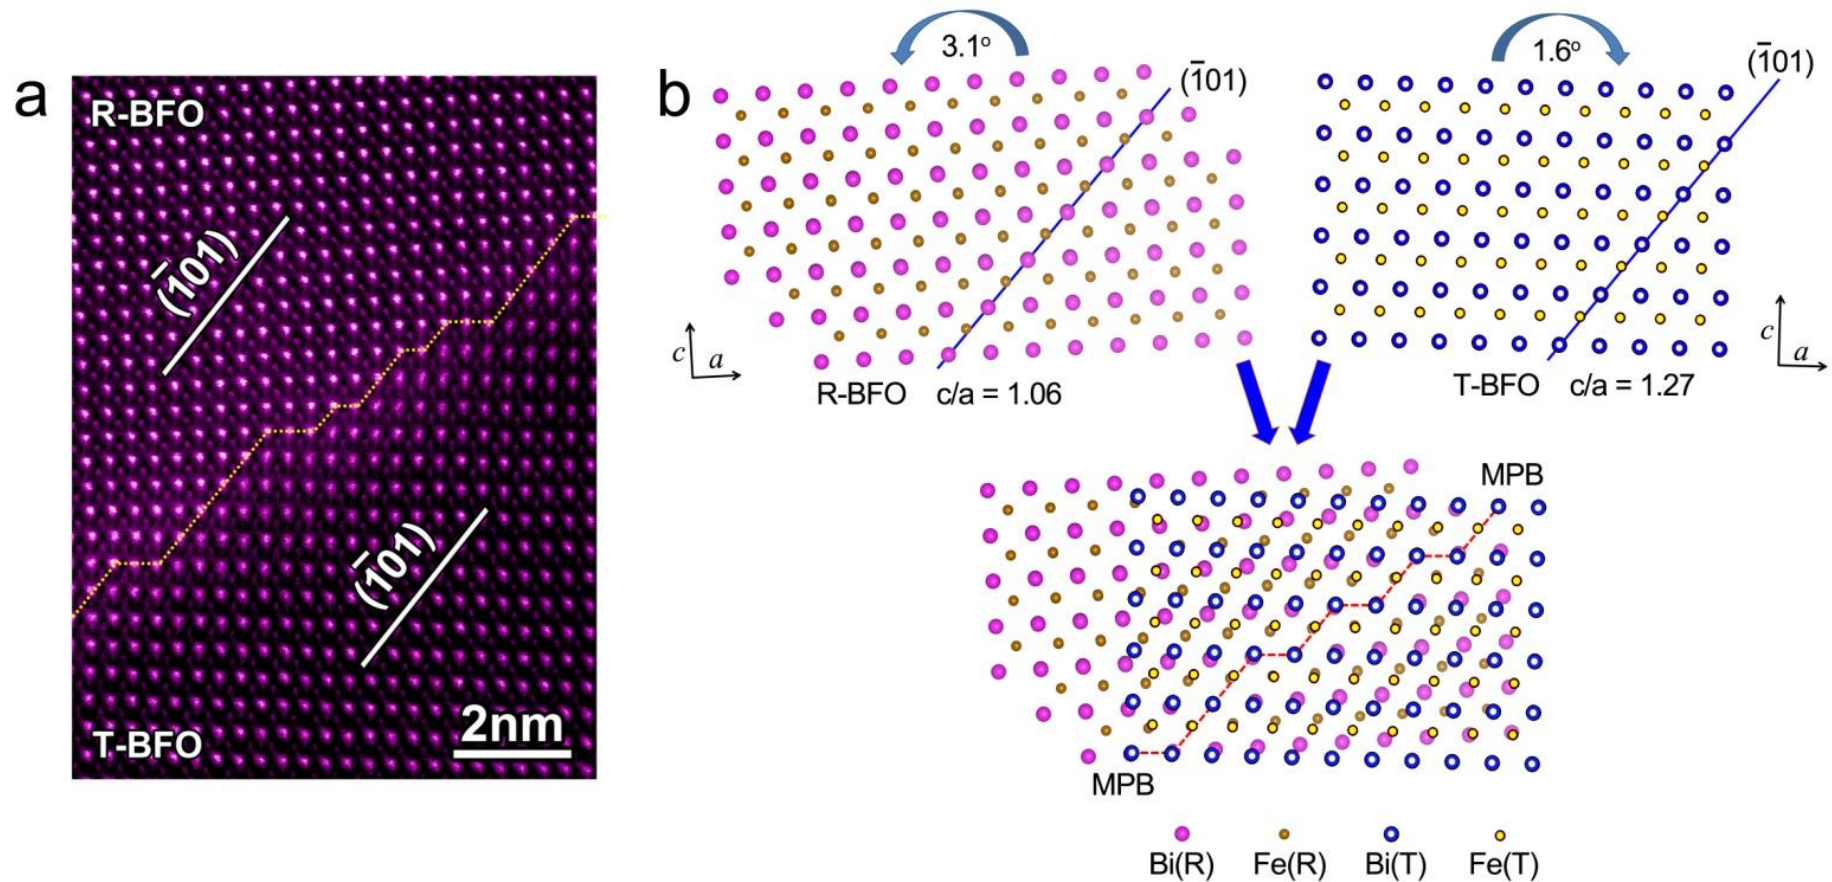 a
R-BFO
(1̅01)
(1̅01)
T-BFO
2nm
b
3.1°
(1̅01)
c
a
R-BFO c/a = 1.06
1.6°
(1̅01)
c
a
T-BFO c/a = 1.27
MPB
MPB
Bi(R) Fe(R) Bi(T) Fe(T)